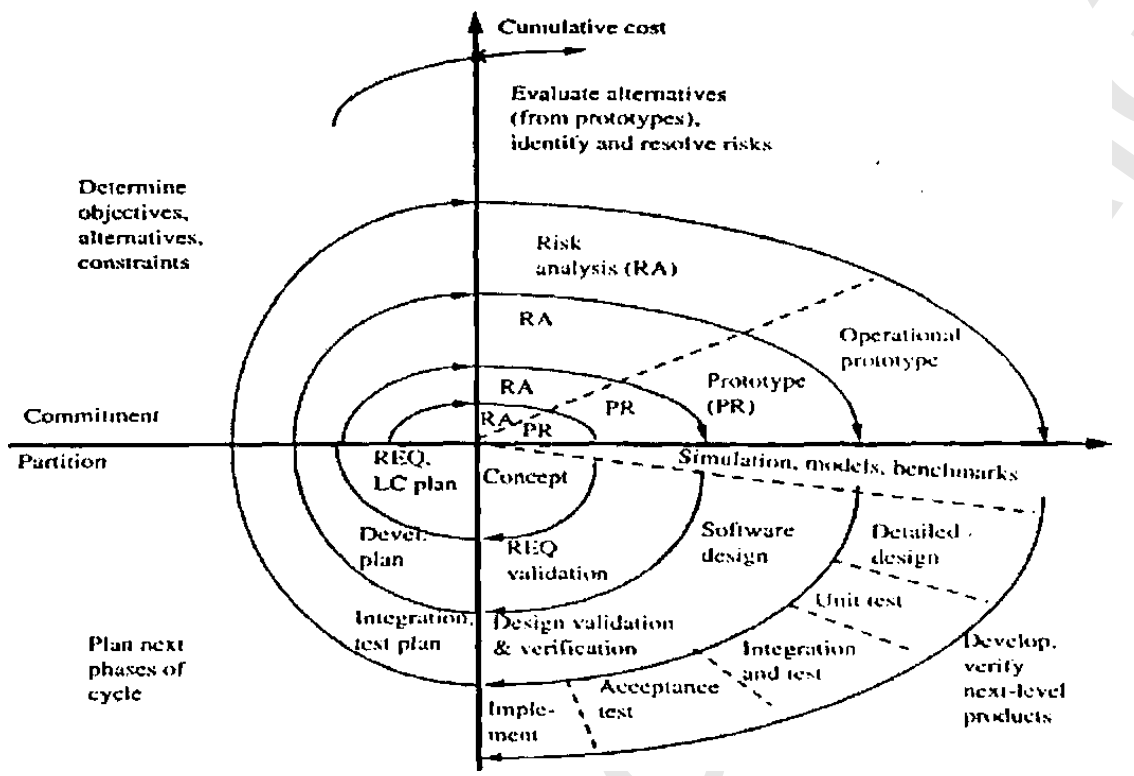 Cumulative cost
Evaluate alternatives
(from prototypes),
identify and resolve risks
Determine
objectives,
alternatives,
constraints
Risk
analysis (RA)
RA
Operational
prototype
RA
Prototype
(PR)
PR
RA
PR
Commitment
Partition
Simulation, models, benchmarks
REQ.
LC plan
Concept
Devel.
plan
REQ
validation
Software
design
Detailed
design
Unit test
Integration,
test plan
Design validation
& verification
Integration
and test
Acceptance
test
Imple-
ment
Plan next
phases of
cycle
Develop,
verify
next-level
products